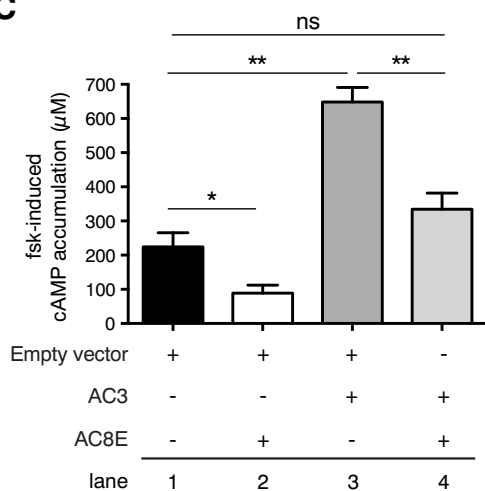 C
ns
** **
*
fsk-induced
cAMP accumulation (μM)
700
600
500
400
300
200
100
0
Empty vector + + + -
AC3 - - + +
AC8E - + - +
lane 1 2 3 4